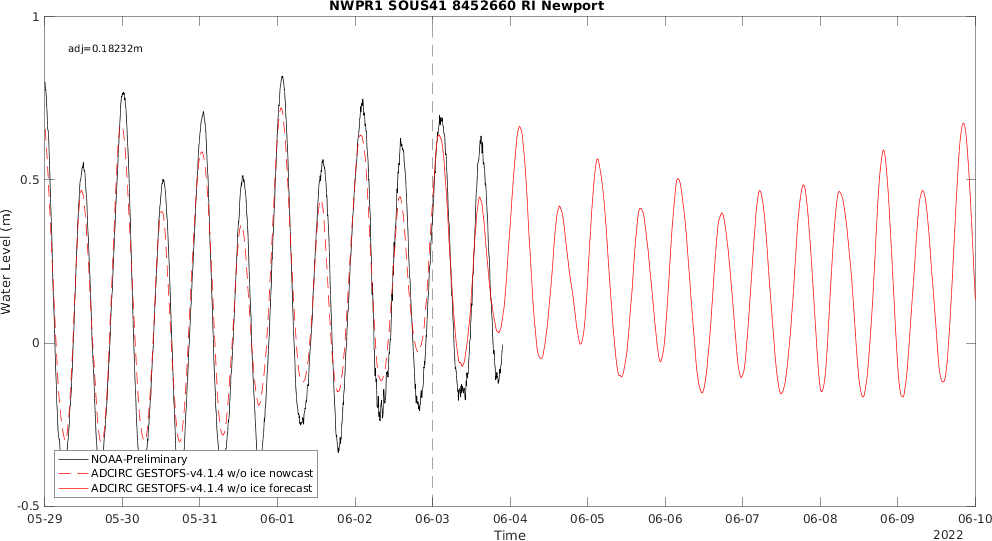 NWPR1 SOUS41 8452660 RI Newport
adj=0.18232m
Water Level (m)
1
0.5
0
-0.5
NOAA-Preliminary
ADCIRC GESTOFS-v4.1.4 w/o ice nowcast
ADCIRC GESTOFS-v4.1.4 w/o ice forecast
05-29 05-30 05-31 06-01 06-02 06-03 06-04 06-05 06-06 06-07 06-08 06-09 06-10
Time
2022